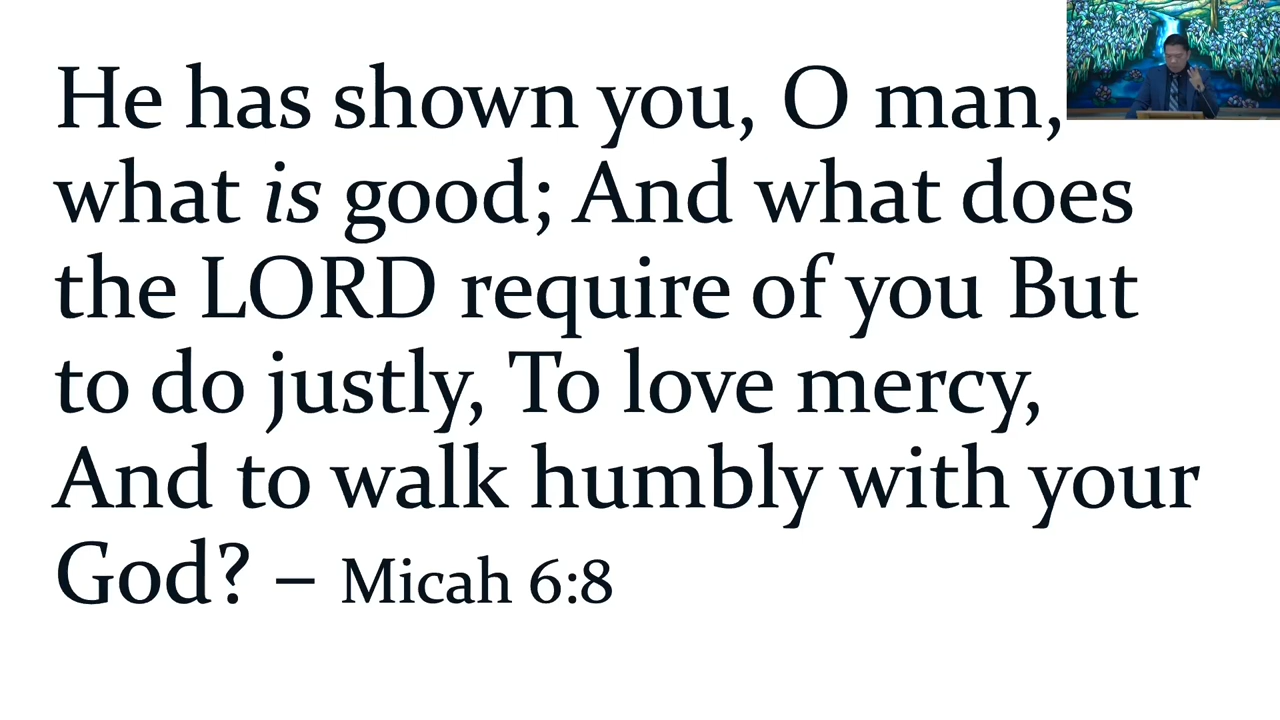 He has shown you, O man,
what is good; And what does
the LORD require of you But
to do justly, To love mercy,
And to walk humbly with your
God? – Micah 6:8